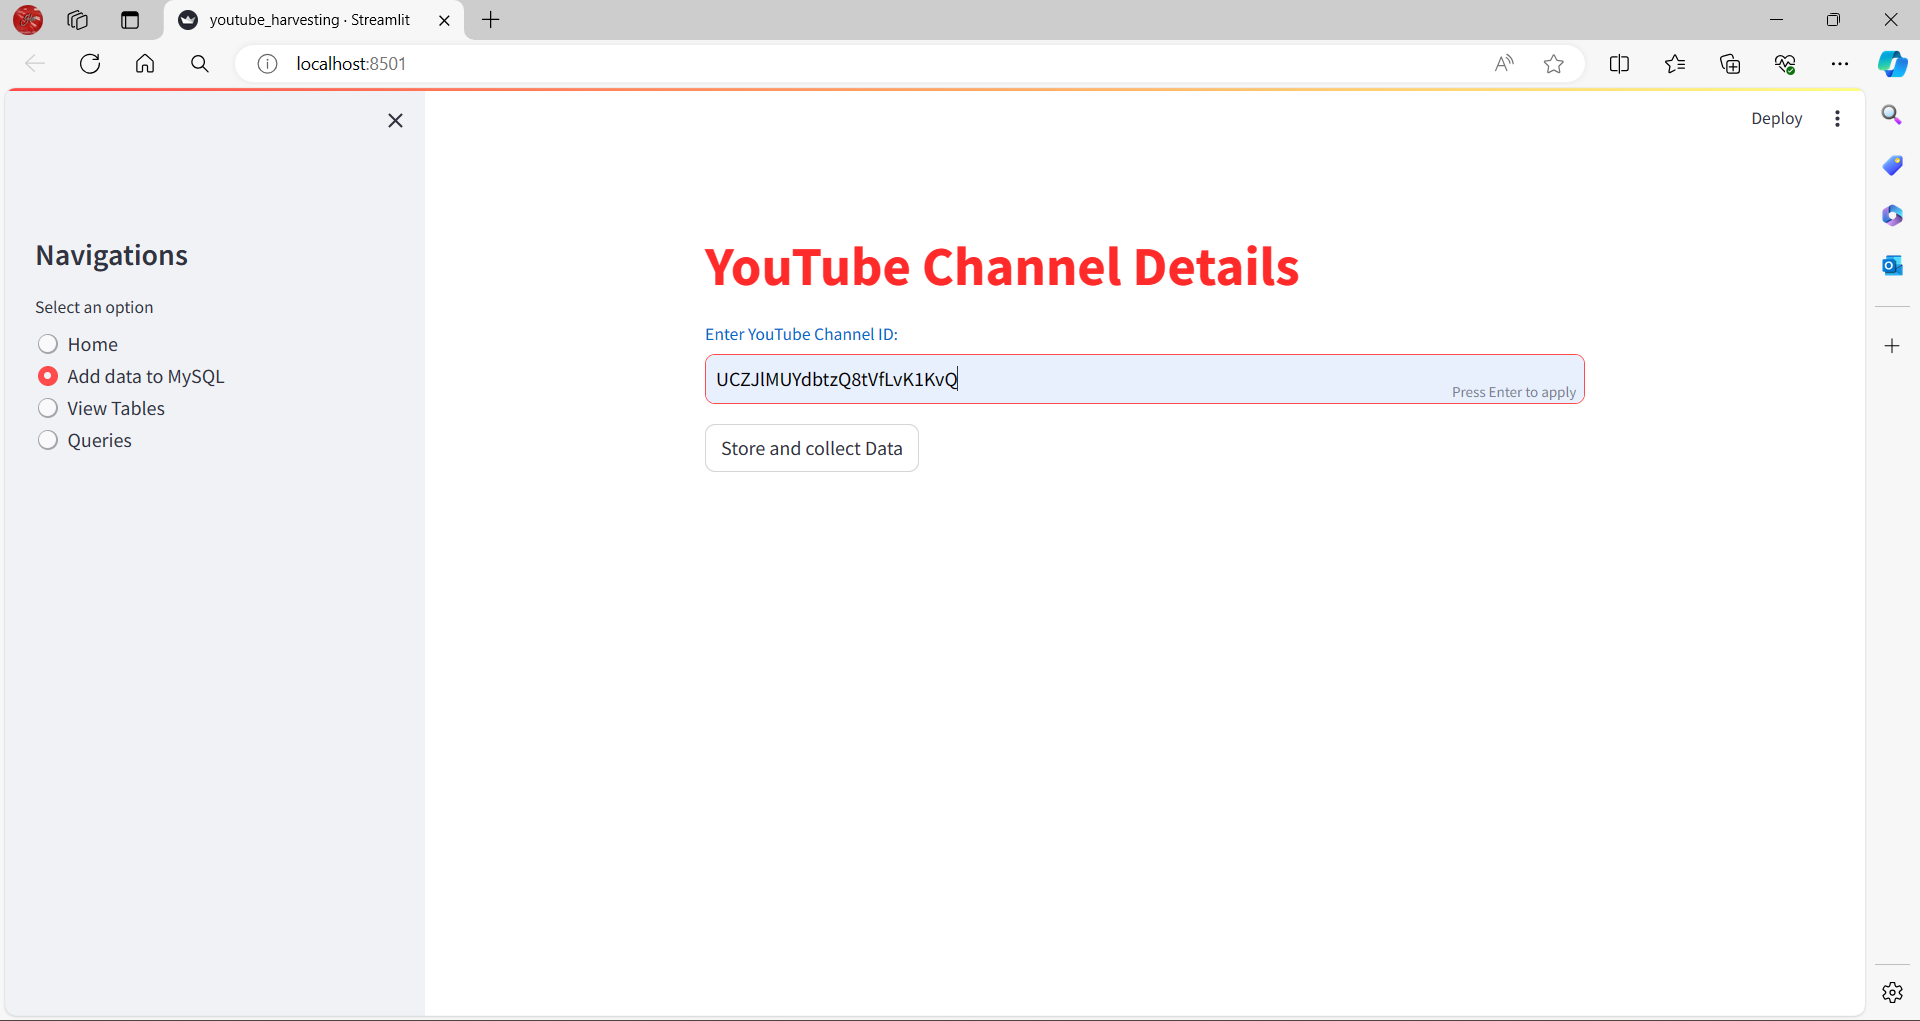 youtube_harvesting · Streamlit
localhost:8501
Deploy
Navigations
Select an option
Home
Add data to MySQL
View Tables
Queries
YouTube Channel Details
Enter YouTube Channel ID:
UCZJlMUYdbtzQ8tVfLvK1KvQ
Press Enter to apply
Store and collect Data